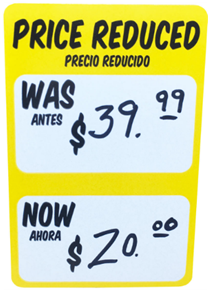 PRICE REDUCED
PRECIO REDUCIDO
WAS
ANTES
$39.99
NOW
AHORA
$20.00